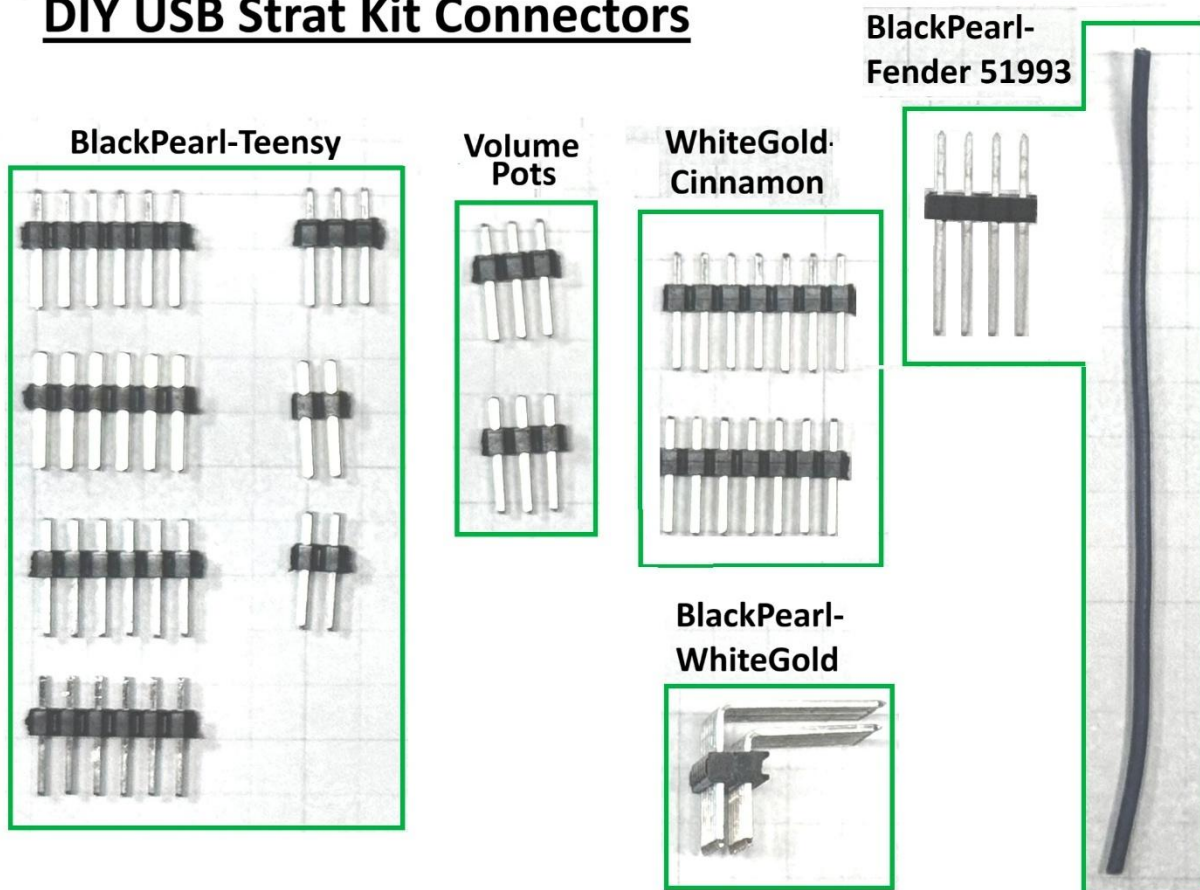 DIY USB Strat Kit Connectors
BlackPearl-
Fender 51993
BlackPearl-Teensy
Volume
Pots
WhiteGold-
Cinnamon
BlackPearl-
WhiteGold